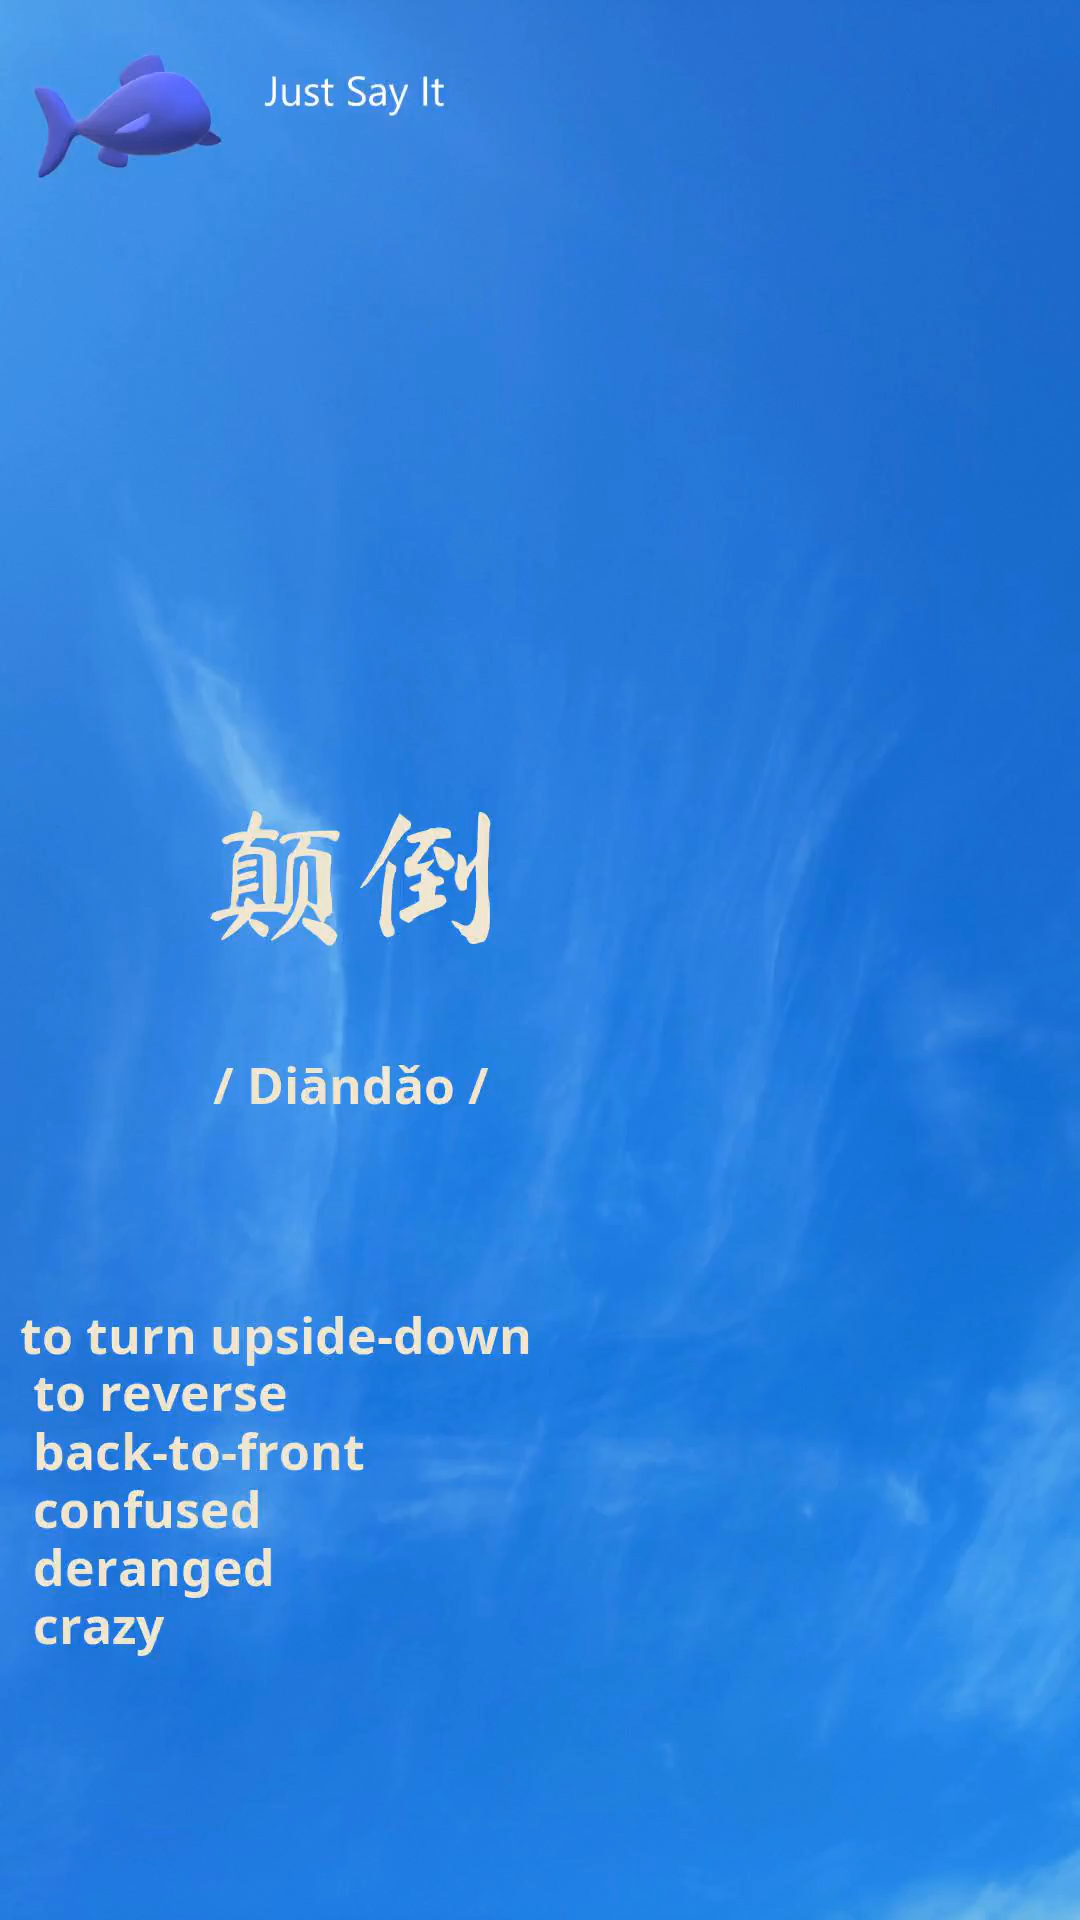 Just Say It
颠倒
/ Diāndǎo /
to turn upside-down
to reverse
back-to-front
confused
deranged
crazy